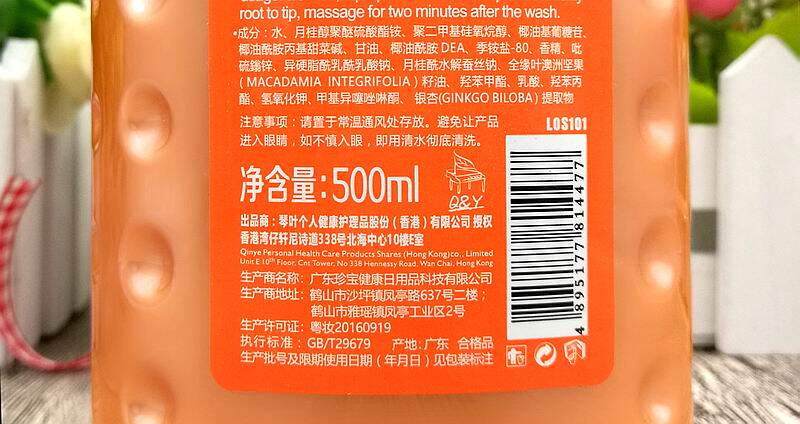 root to tip, massage for two minutes after the wash.
•成分：水、月桂醇聚醚硫酸酯铵、聚二甲基硅氧烷醇、椰油基葡糖苷、
椰油酰胺丙基甜菜碱、甘油、椰油酰胺 DEA、季铵盐-80、香精、吡
硫鎓锌、异硬脂酰乳酰乳酸钠、月桂酰水解蚕丝钠、全缘叶澳洲坚果
(MACADAMIA INTEGRIFOLIA) 籽油、羟苯甲酯、乳酸、羟苯丙
酯、氢氧化钾、甲基异噻唑啉酮、 银杏(GINKGO BILOBA) 提取物
注意事项：请置于常温通风处存放。避免让产品
进入眼睛，如不慎入眼，即用清水彻底清洗。
LOS101
净含量:500ml
Q&Y
出品商：琴叶个人健康护理品股份（香港）有限公司 授权
香港湾仔轩尼诗道338号北海中心10楼E室
Qinye Personal Health Care Products Shares (Hong Kong)co., Limited
Unit E 10th Floor, Cnt Tower, No 338 Hennessy Road, Wan Chai, Hong Kong
生产商名称：广东珍宝健康日用品科技有限公司
生产商地址：鹤山市沙坪镇凤亭路637号二楼；
鹤山市雅瑶镇凤亭工业区2号
生产许可证：粤妆20160919
执行标准：GB/T29679 产地:广东 合格品
生产批号及限期使用日期（年月日）见包装标注
4 895177 814477